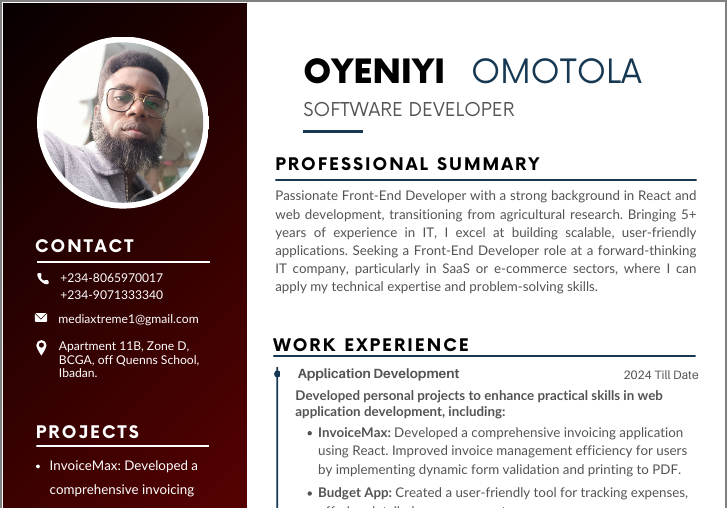 OYENIYI OMOTOLA
SOFTWARE DEVELOPER
PROFESSIONAL SUMMARY
Passionate Front-End Developer with a strong background in React and
web development, transitioning from agricultural research. Bringing 5+
years of experience in IT, I excel at building scalable, user-friendly
applications. Seeking a Front-End Developer role at a forward-thinking
IT company, particularly in SaaS or e-commerce sectors, where I can
apply my technical expertise and problem-solving skills.
WORK EXPERIENCE
Application Development 2024 Till Date
Developed personal projects to enhance practical skills in web
application development, including:
• InvoiceMax: Developed a comprehensive invoicing application
using React. Improved invoice management efficiency for users
by implementing dynamic form validation and printing to PDF.
• Budget App: Created a user-friendly tool for tracking expenses,
CONTACT
+234-8065970017
+234-9071333340
mediaxtreme1@gmail.com
Apartment 11B, Zone D,
BCGA, off Quenns School,
Ibadan.
PROJECTS
• InvoiceMax: Developed a
comprehensive invoicing